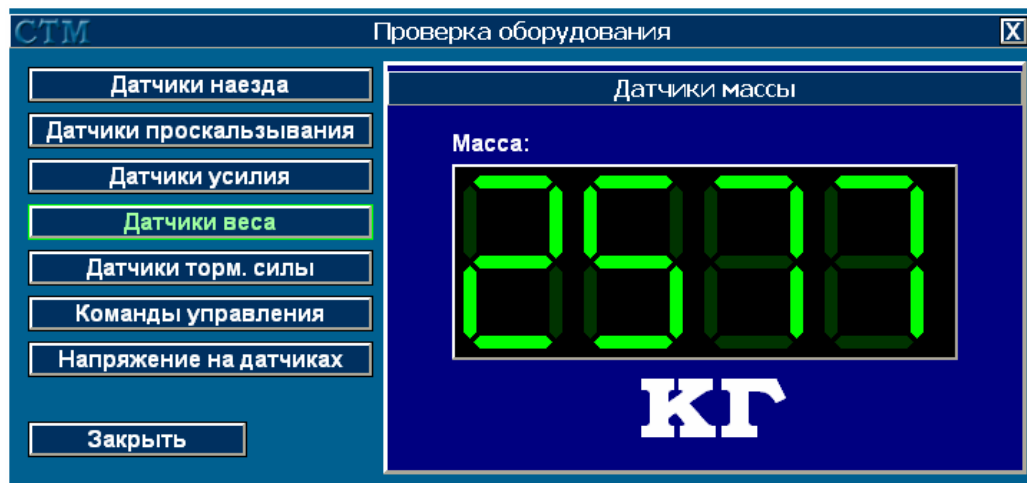 СТМ
Проверка оборудования
X
Датчики наезда
Датчики проскальзывания
Датчики усилия
Датчики веса
Датчики торм. силы
Команды управления
Напряжение на датчиках
Закрыть
Датчики массы
Масса:
2577
кг